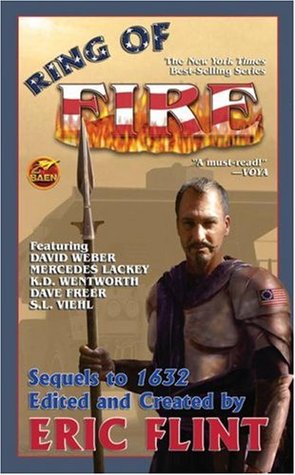 RING OF
The New York Times
Best-Selling Series
FIRE
"A must-read!"
—VOYA
BAEN
Featuring
DAVID WEBER
MERCEDES LACKEY
K.D. WENTWORTH
DAVE FREER
S.L. VIEHL
Sequels to 1632
Edited and Created by
ERIC FLINT